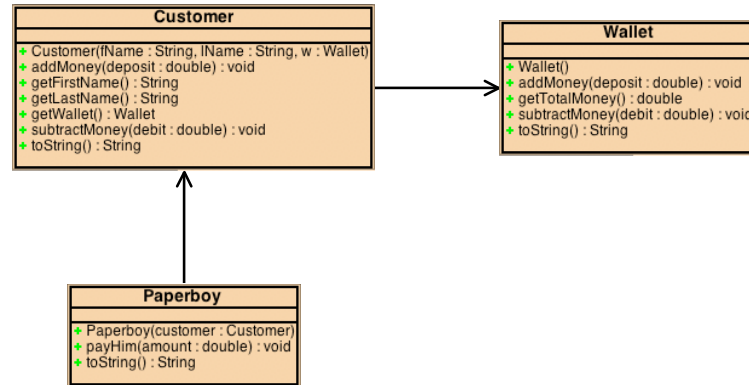 Customer
+ Customer(fName : String, lName : String, w : Wallet)
+ addMoney(deposit : double) : void
+ getFirstName() : String
+ getLastName() : String
+ getWallet() : Wallet
+ subtractMoney(debit : double) : void
+ toString() : String
Wallet
+ Wallet()
+ addMoney(deposit : double) : void
+ getTotalMoney() : double
+ subtractMoney(debit : double) : void
+ toString() : String
Paperboy
+ Paperboy(customer : Customer)
+ payHim(amount : double) : void
+ toString() : String